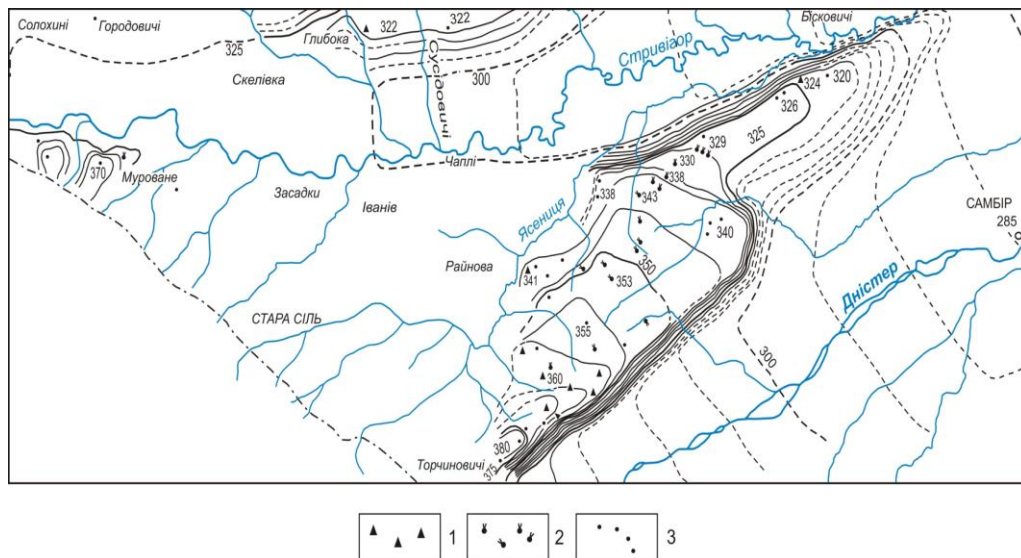 Солохині
Городовичі
325
Глибока
322
322
Сусідовичі
300
Бісковичі
Стривігор
Скелівка
320
324
326
325
Чаплі
329
330
370
Муроване
338
338
343
Засадки
Іванів
Ясениця
340
САМБІР
285
Райнова
341
350
353
Дністер
СТАРА СІЛЬ
355
300
360
380
Торчиновичі
375
1
2
3